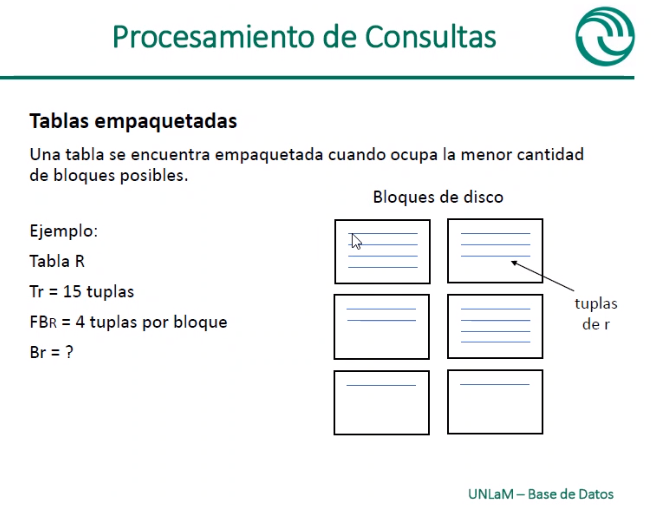 Procesamiento de Consultas
Tablas empaquetadas
Una tabla se encuentra empaquetada cuando ocupa la menor cantidad
de bloques posibles.
Bloques de disco
Ejemplo:
Tabla R
Tr = 15 tuplas
FBR = 4 tuplas por bloque
Br = ?
tuplas
de r
UNLaM – Base de Datos